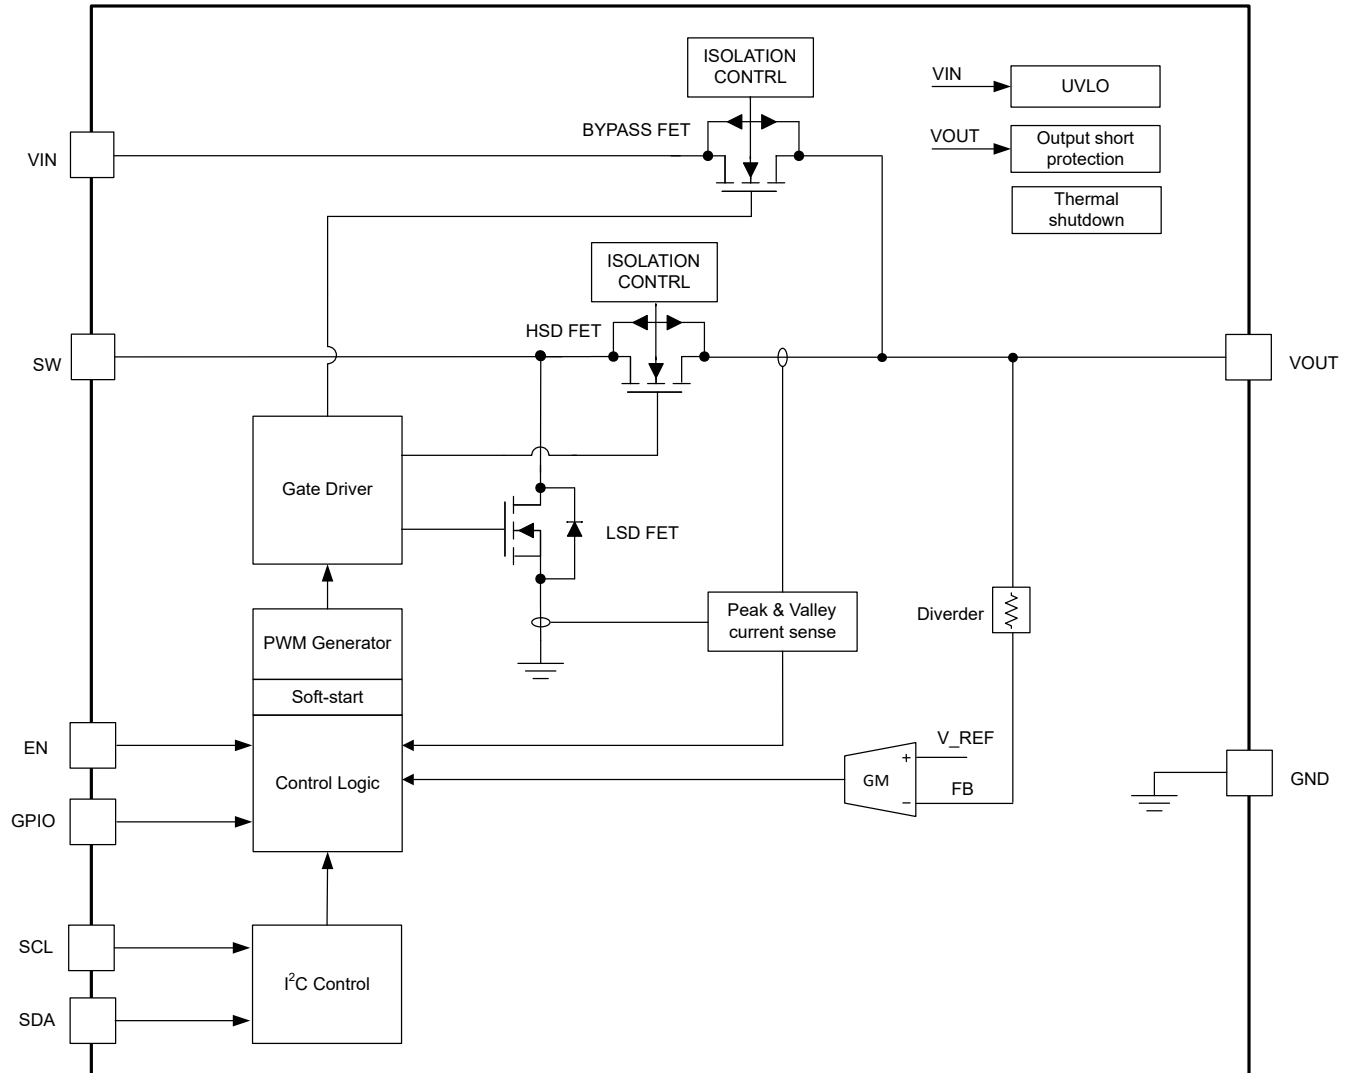 ISOLATION
CONTRL
VIN
UVLO
BYPASS FET
VOUT
Output short
protection
VIN
Thermal
shutdown
ISOLATION
CONTRL
HSD FET
SW
VOUT
Gate Driver
LSD FET
Peak & Valley
current sense
Diverder
PWM Generator
Soft-start
EN
V_REF
Control Logic
GM
FB
GND
GPIO
SCL
I²C Control
SDA